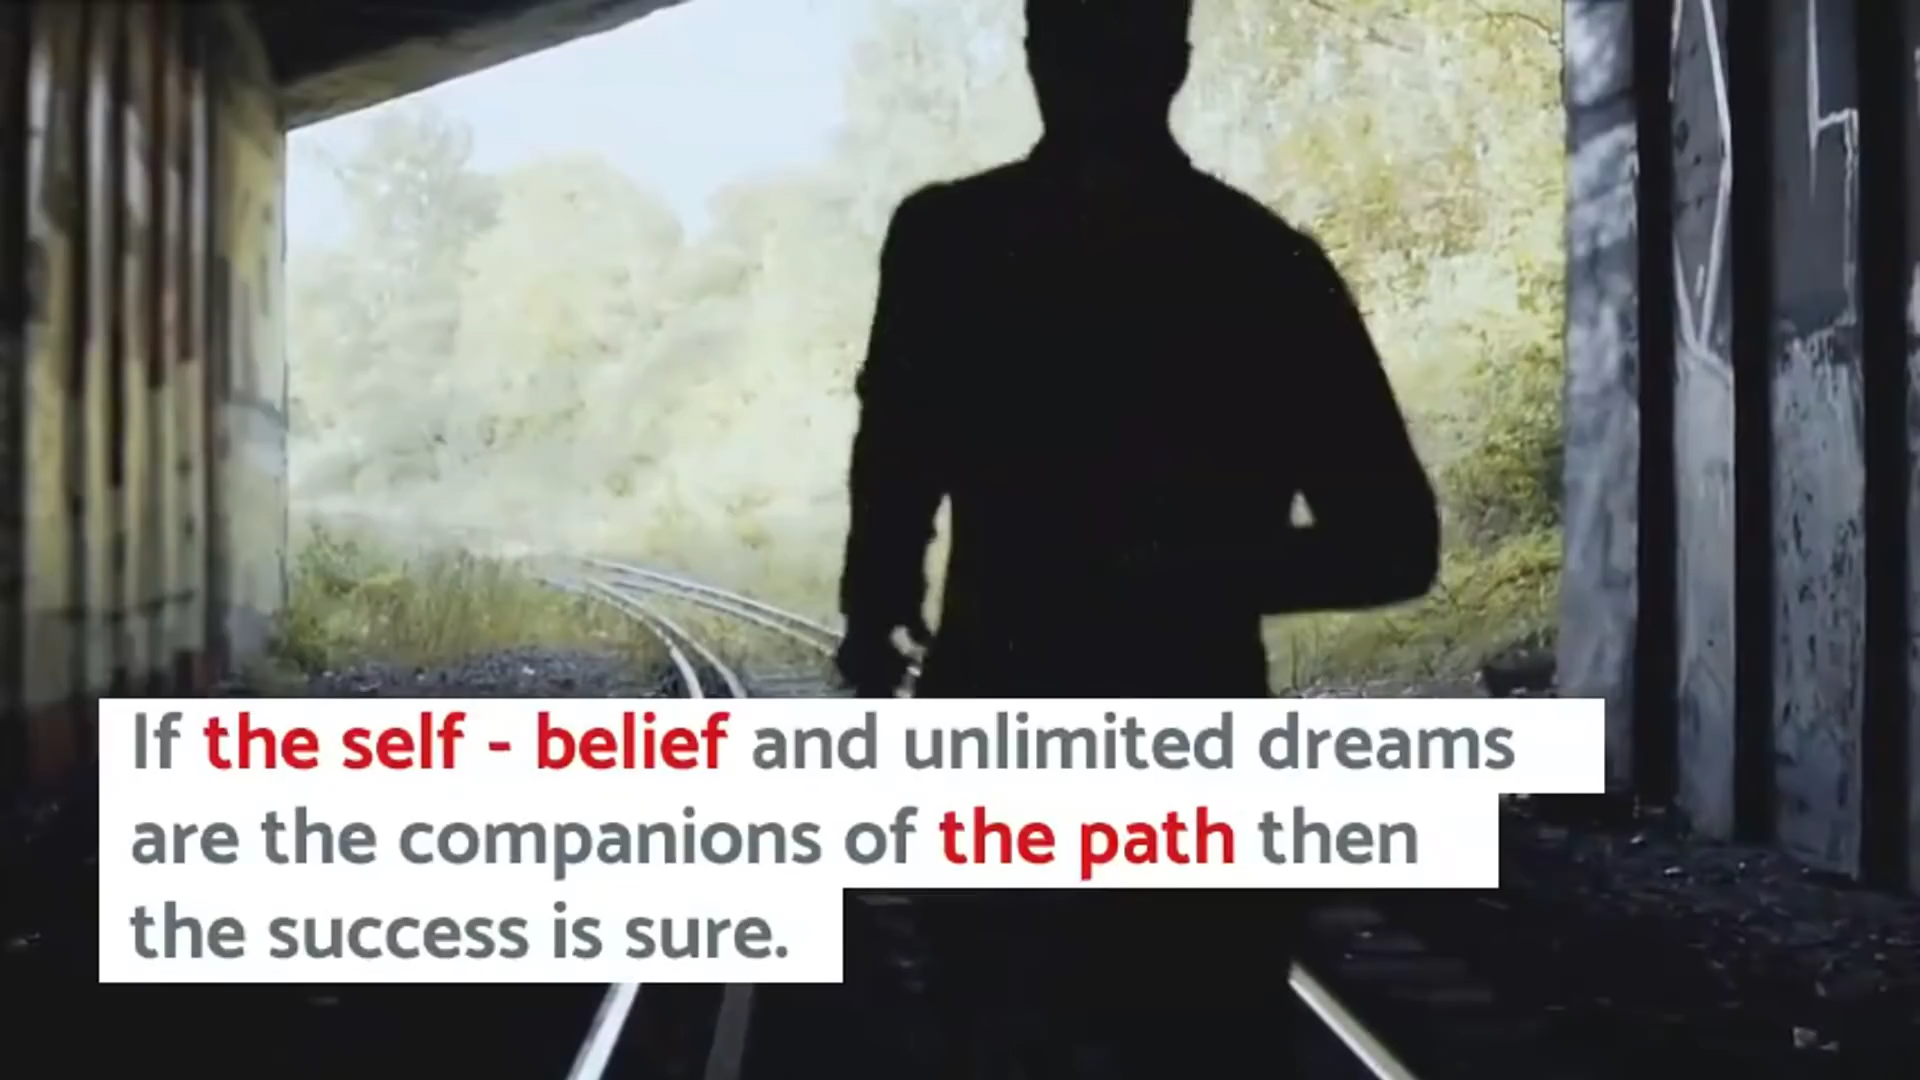 If the self - belief and unlimited dreams
are the companions of the path then
the success is sure.